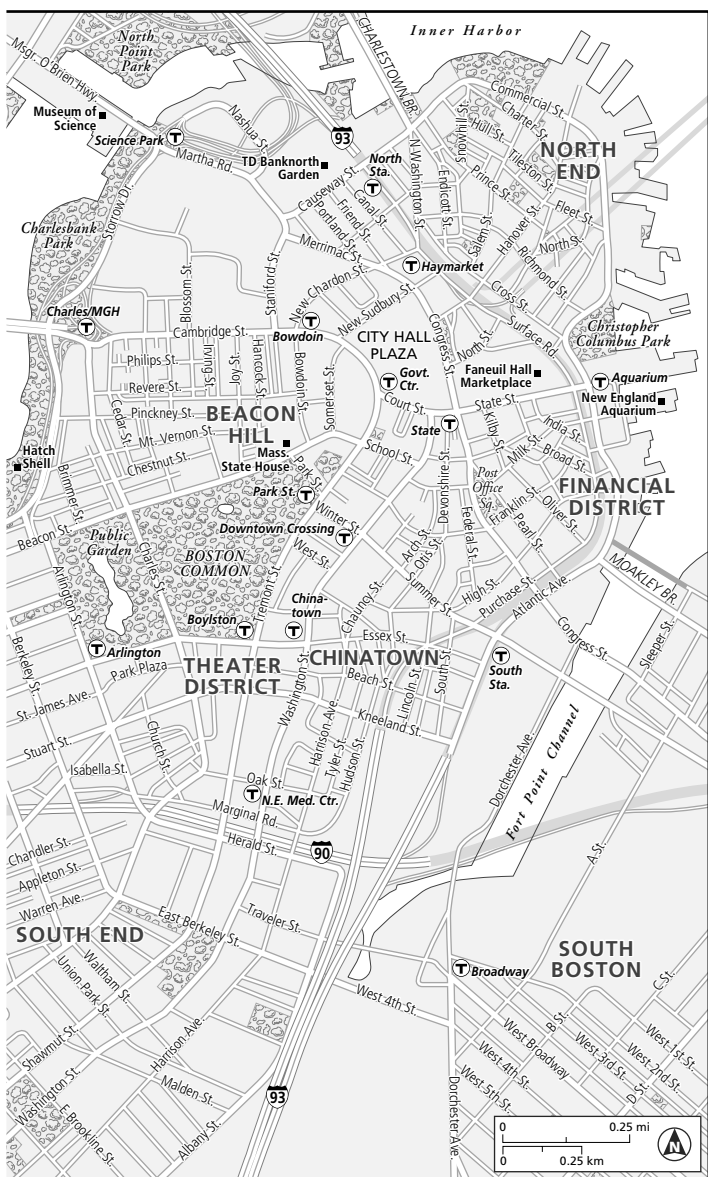 Inner Harbor
North
Point
Park
Msgr. O'Brien Hwy.
CHARLESTOWN BR.
Museum of
Science
Science Park
T
Nashua St.
93
Martha Rd.
TD Banknorth
Garden
North
Sta.
T
Causeway St.
Canal St.
Friend St.
Portland St.
Merrimac St.
N. Washington St.
Endicott St.
Commercial St.
Charter St.
Snowhill St.
Hull St.
Tileston St.
Prince St.
NORTH
END
Fleet St.
Hanover St.
Salem St.
North St.
Richmond St.
Storrow Dr.
Charlesbank
Park
Blossom St.
Staniford St.
New Chardon St.
T
Haymarket
New Sudbury St.
Cross St.
Surface Rd.
Charles/MGH
T
Cambridge St.
T
Bowdoin
CITY HALL
PLAZA
Congress St.
North St.
Christopher
Columbus Park
Philips St.
Irving St.
Joy St.
Hancock St.
Bowdoin St.
Somerset St.
T
Govt.
Ctr.
Faneuil Hall
Marketplace
T
Aquarium
Revere St.
New England
Aquarium
Pinckney St.
Court St.
State St.
T
State
Cedar St.
BEACON
HILL
Mt. Vernon St.
Chestnut St.
Mass.
State House
School St.
Kilby St.
India St.
Milk St.
Broad St.
Hatch
Shell
Brimmer St.
Park St.
Park St.
T
Devonshire St.
Post
Office
Sq.
FINANCIAL
DISTRICT
Beacon St.
Public
Garden
BOSTON
COMMON
Downtown Crossing
T
Winter St.
West St.
Franklin St.
Oliver St.
Pearl St.
Federal St.
Arch St.
Otis St.
MOAKLEY BR.
Arlington St.
Charles St.
Tremont St.
China-
town
T
Chauncy St.
Summer St.
High St.
Purchase St.
Atlantic Ave.
Boylston
T
Essex St.
Congress St.
Sleeper St.
T
Arlington
Park Plaza
THEATER
DISTRICT
CHINATOWN
Beach St.
Lincoln St.
South St.
T
South
Sta.
Berkeley St.
St. James Ave.
Washington St.
Kneeland St.
Stuart St.
Church St.
Harrison Ave.
Tyler St.
Hudson St.
Dorchester Ave.
Fort Point Channel
Isabella St.
Oak St.
T
N.E. Med. Ctr.
Marginal Rd.
Herald St.
90
A St.
Chandler St.
Appleton St.
Warren Ave.
Traveler St.
East Berkeley St.
SOUTH END
SOUTH
BOSTON
T
Broadway
Waltham St.
Union Park St.
West 4th St.
C St.
B St.
West Broadway
West 1st St.
West 2nd St.
West 3rd St.
West 4th St.
West 5th St.
D St.
Shawmut St.
Harrison Ave.
Washington St.
Malden St.
93
E Brookline St.
Albany St.
Dorchester Ave.
0 0.25 mi
0 0.25 km
N